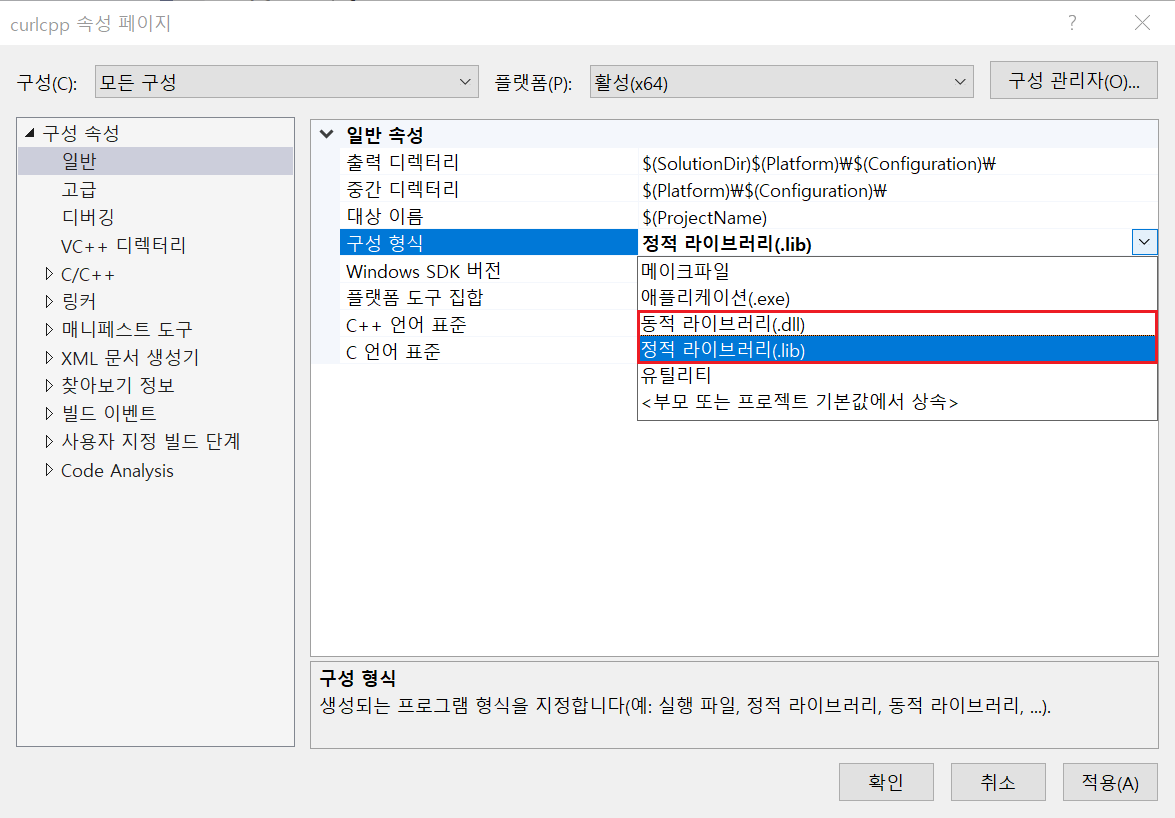 curlcpp 속성 페이지
구성(C): 모든 구성 플랫폼(P): 활성(x64) 구성 관리자(O)...
구성 속성
일반
고급
디버깅
VC++ 디렉터리
C/C++
링커
매니페스트 도구
XML 문서 생성기
찾아보기 정보
빌드 이벤트
사용자 지정 빌드 단계
Code Analysis
일반 속성
출력 디렉터리 $(SolutionDir)$(Platform)₩$(Configuration)₩
중간 디렉터리 $(Platform)₩$(Configuration)₩
대상 이름 $(ProjectName)
구성 형식 정적 라이브러리(.lib)
Windows SDK 버전
플랫폼 도구 집합
C++ 언어 표준
C 언어 표준
메이크파일
애플리케이션(.exe)
동적 라이브러리(.dll)
정적 라이브러리(.lib)
유틸리티
<부모 또는 프로젝트 기본값에서 상속>
구성 형식
생성되는 프로그램 형식을 지정합니다(예: 실행 파일, 정적 라이브러리, 동적 라이브러리, ...).
확인 취소 적용(A)